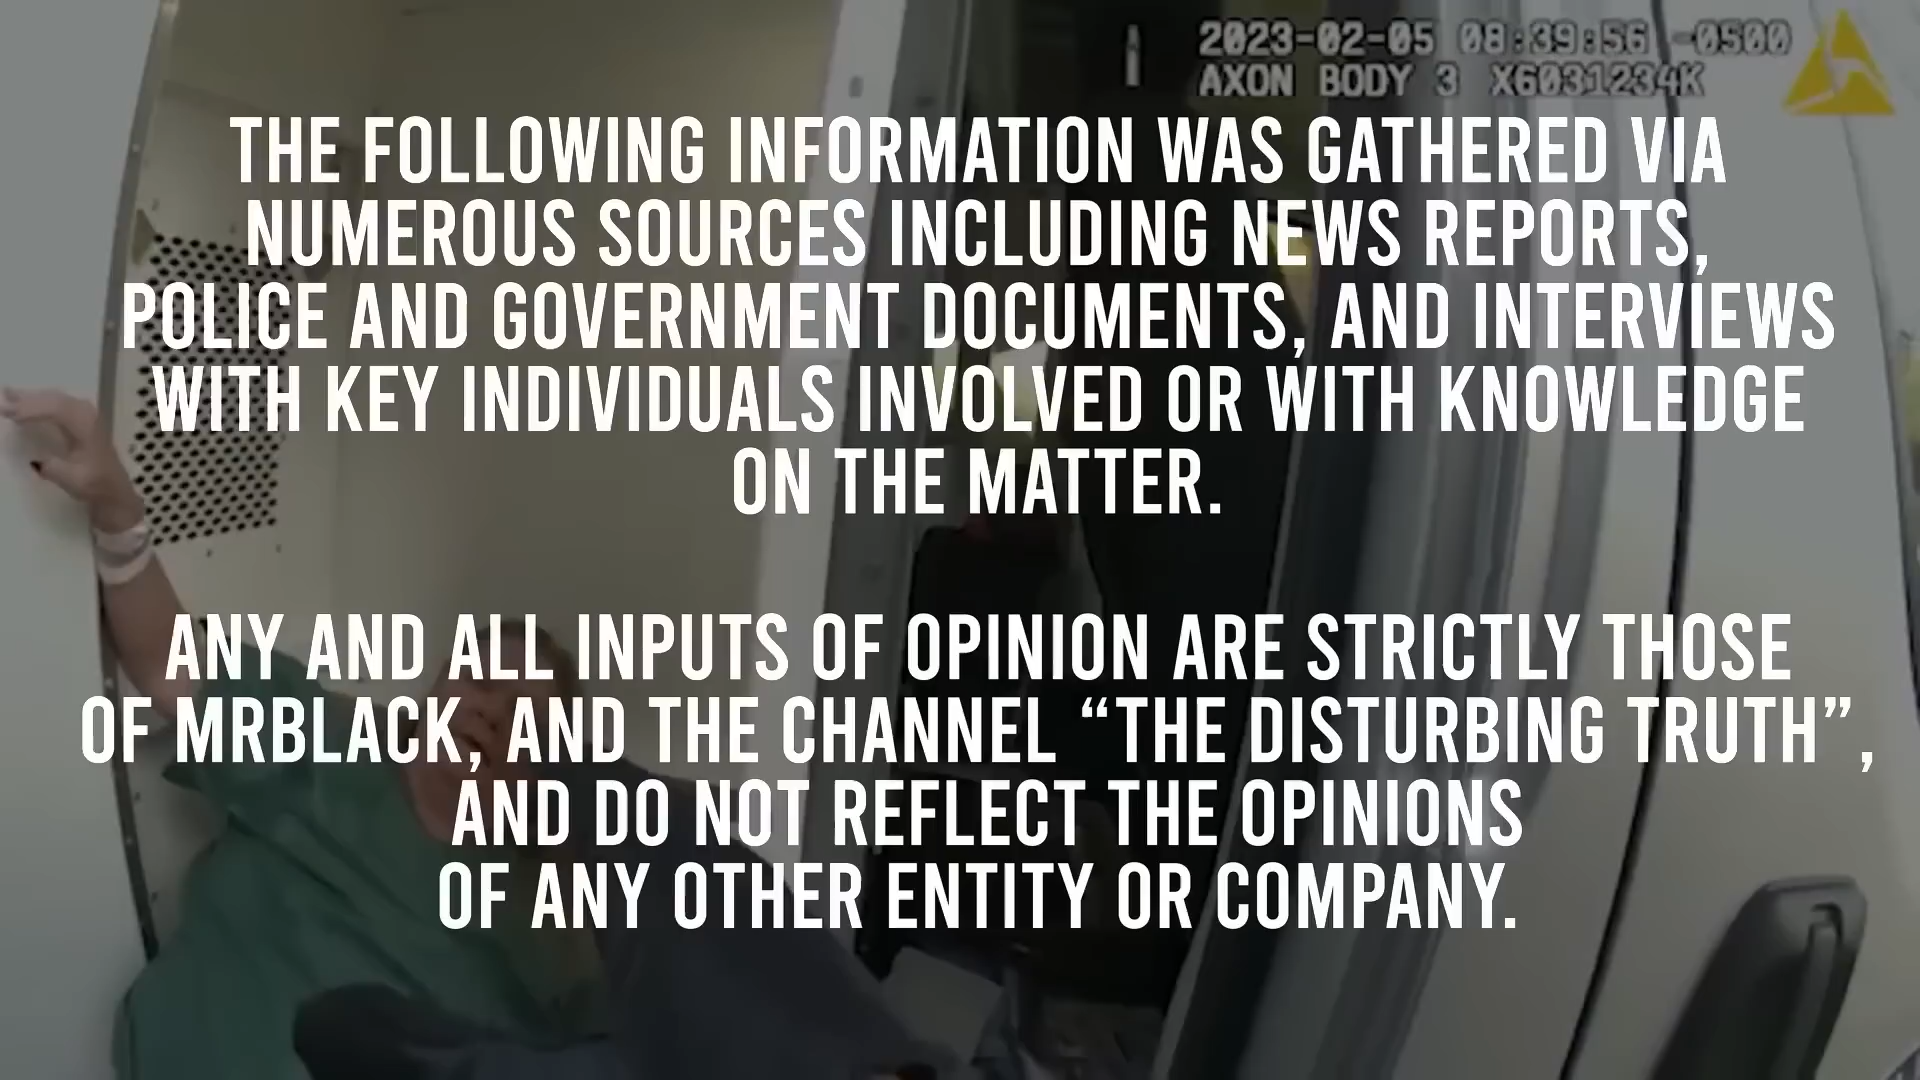 2023-02-05 08:39:56 -0500
AXON BODY 3 X6031234K
THE FOLLOWING INFORMATION WAS GATHERED VIA
NUMEROUS SOURCES INCLUDING NEWS REPORTS,
POLICE AND GOVERNMENT DOCUMENTS, AND INTERVIEWS
WITH KEY INDIVIDUALS INVOLVED OR WITH KNOWLEDGE
ON THE MATTER.
ANY AND ALL INPUTS OF OPINION ARE STRICTLY THOSE
OF MRBLACK, AND THE CHANNEL “THE DISTURBING TRUTH”,
AND DO NOT REFLECT THE OPINIONS
OF ANY OTHER ENTITY OR COMPANY.